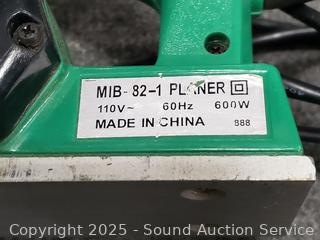 MIB-82-1 PLANER
110V~ 60Hz 600W
MADE IN CHINA 888
Copyright 2025 - Sound Auction Service